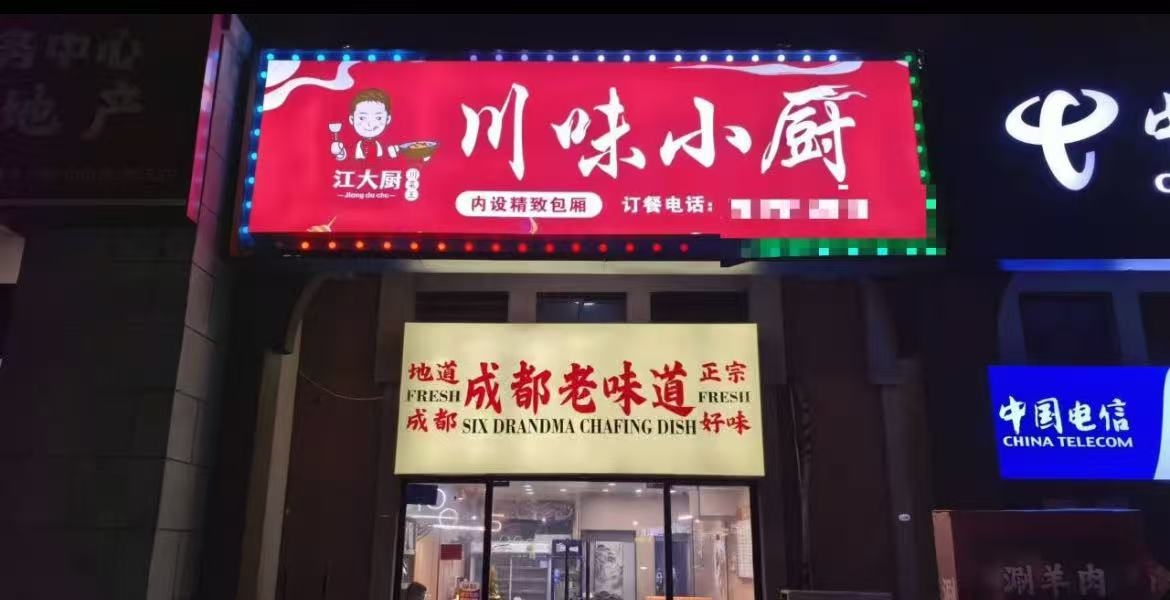 务中心
地产
川味小厨
江大厨
Jiang da chu
内设精致包厢
订餐电话:
地道
FRESH
成都
成都老味道
SIX DRANDMA CHAFING DISH
正宗
FRESH
好味
中国电信
CHINA TELECOM
涮羊肉